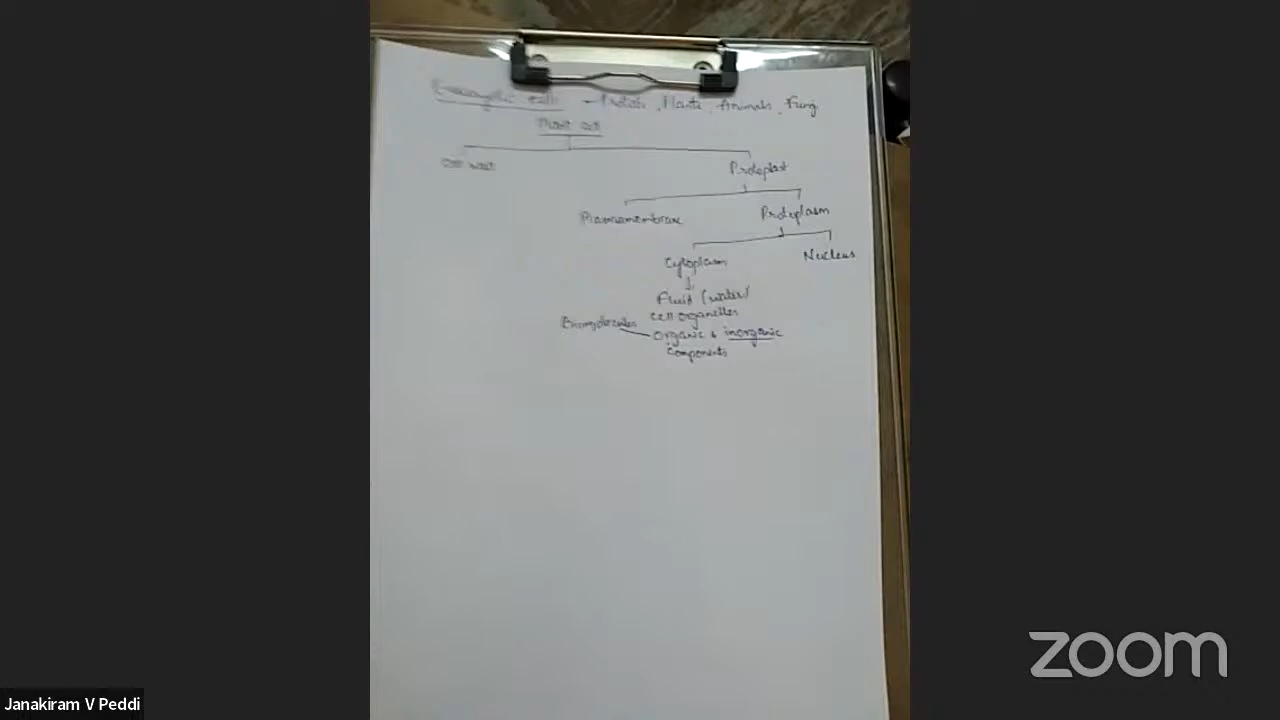 Eukaryotic cells - Protists, Plants, Animals, Fungi
Plant cell
Cell wall
Protoplast
Plasmamembrane
Protoplasm
Cytoplasm
Nucleus
Fluid (water)
cell organelles
Biomolecules
organic & inorganic
components
zoom
Janakiram V Peddi